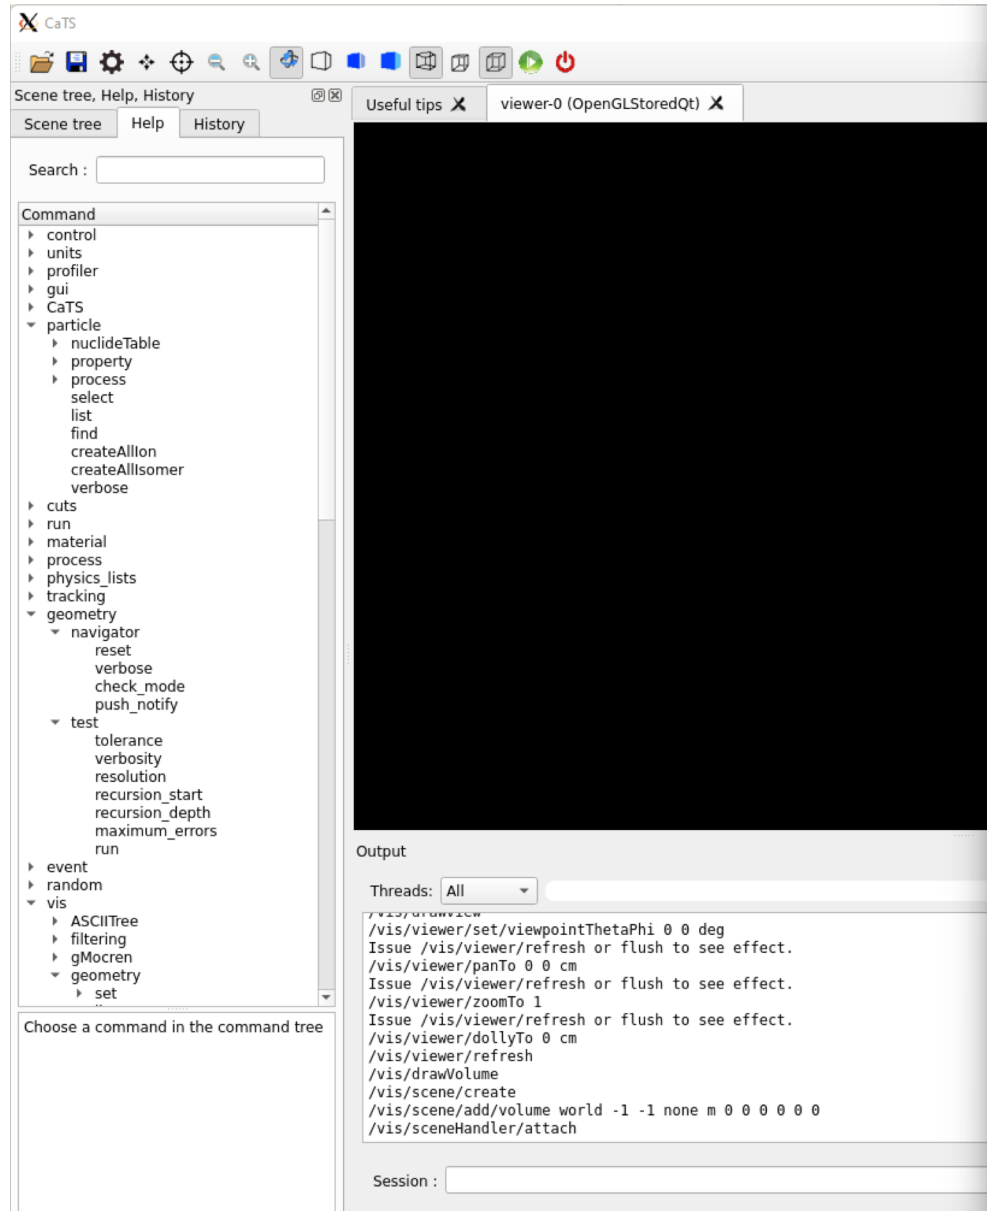 CaTS
Scene tree, Help, History
Scene tree
Help
History
Search :
Command
control
units
profiler
gui
CaTS
particle
nuclideTable
property
process
select
list
find
createAllIon
createAllIsomer
verbose
cuts
run
material
process
physics_lists
tracking
geometry
navigator
reset
verbose
check_mode
push_notify
test
tolerance
verbosity
resolution
recursion_start
recursion_depth
maximum_errors
run
event
random
vis
ASCIITree
filtering
gMocren
geometry
set
Choose a command in the command tree
Useful tips
viewer-0 (OpenGLStoredQt)
Output
Threads: All
/vis/drawView
/vis/viewer/set/viewpointThetaPhi 0 0 deg
Issue /vis/viewer/refresh or flush to see effect.
/vis/viewer/panTo 0 0 cm
Issue /vis/viewer/refresh or flush to see effect.
/vis/viewer/zoomTo 1
Issue /vis/viewer/refresh or flush to see effect.
/vis/viewer/dollyTo 0 cm
/vis/viewer/refresh
/vis/drawVolume
/vis/scene/create
/vis/scene/add/volume world -1 -1 none m 0 0 0 0 0 0
/vis/sceneHandler/attach
Session :